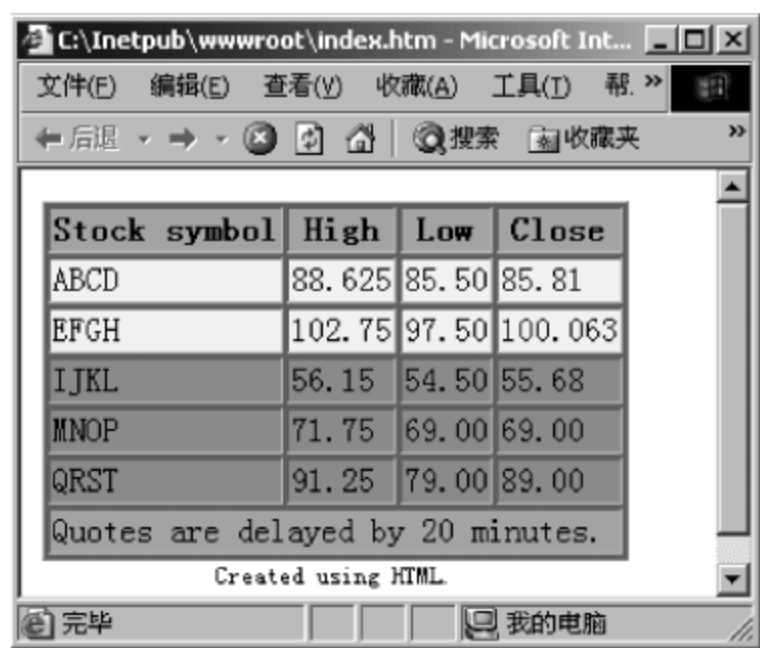 C:\Inetpub\wwwroot\index.htm - Microsoft Int...
文件(F) 编辑(E) 查看(V) 收藏(A) 工具(T) 帮. »
后退 搜索 收藏夹 »
Stock symbol High Low Close
ABCD 88.625 85.50 85.81
EFGH 102.75 97.50 100.063
IJKL 56.15 54.50 55.68
MNOP 71.75 69.00 69.00
QRST 91.25 79.00 89.00
Quotes are delayed by 20 minutes.
Created using HTML.
完毕 我的电脑